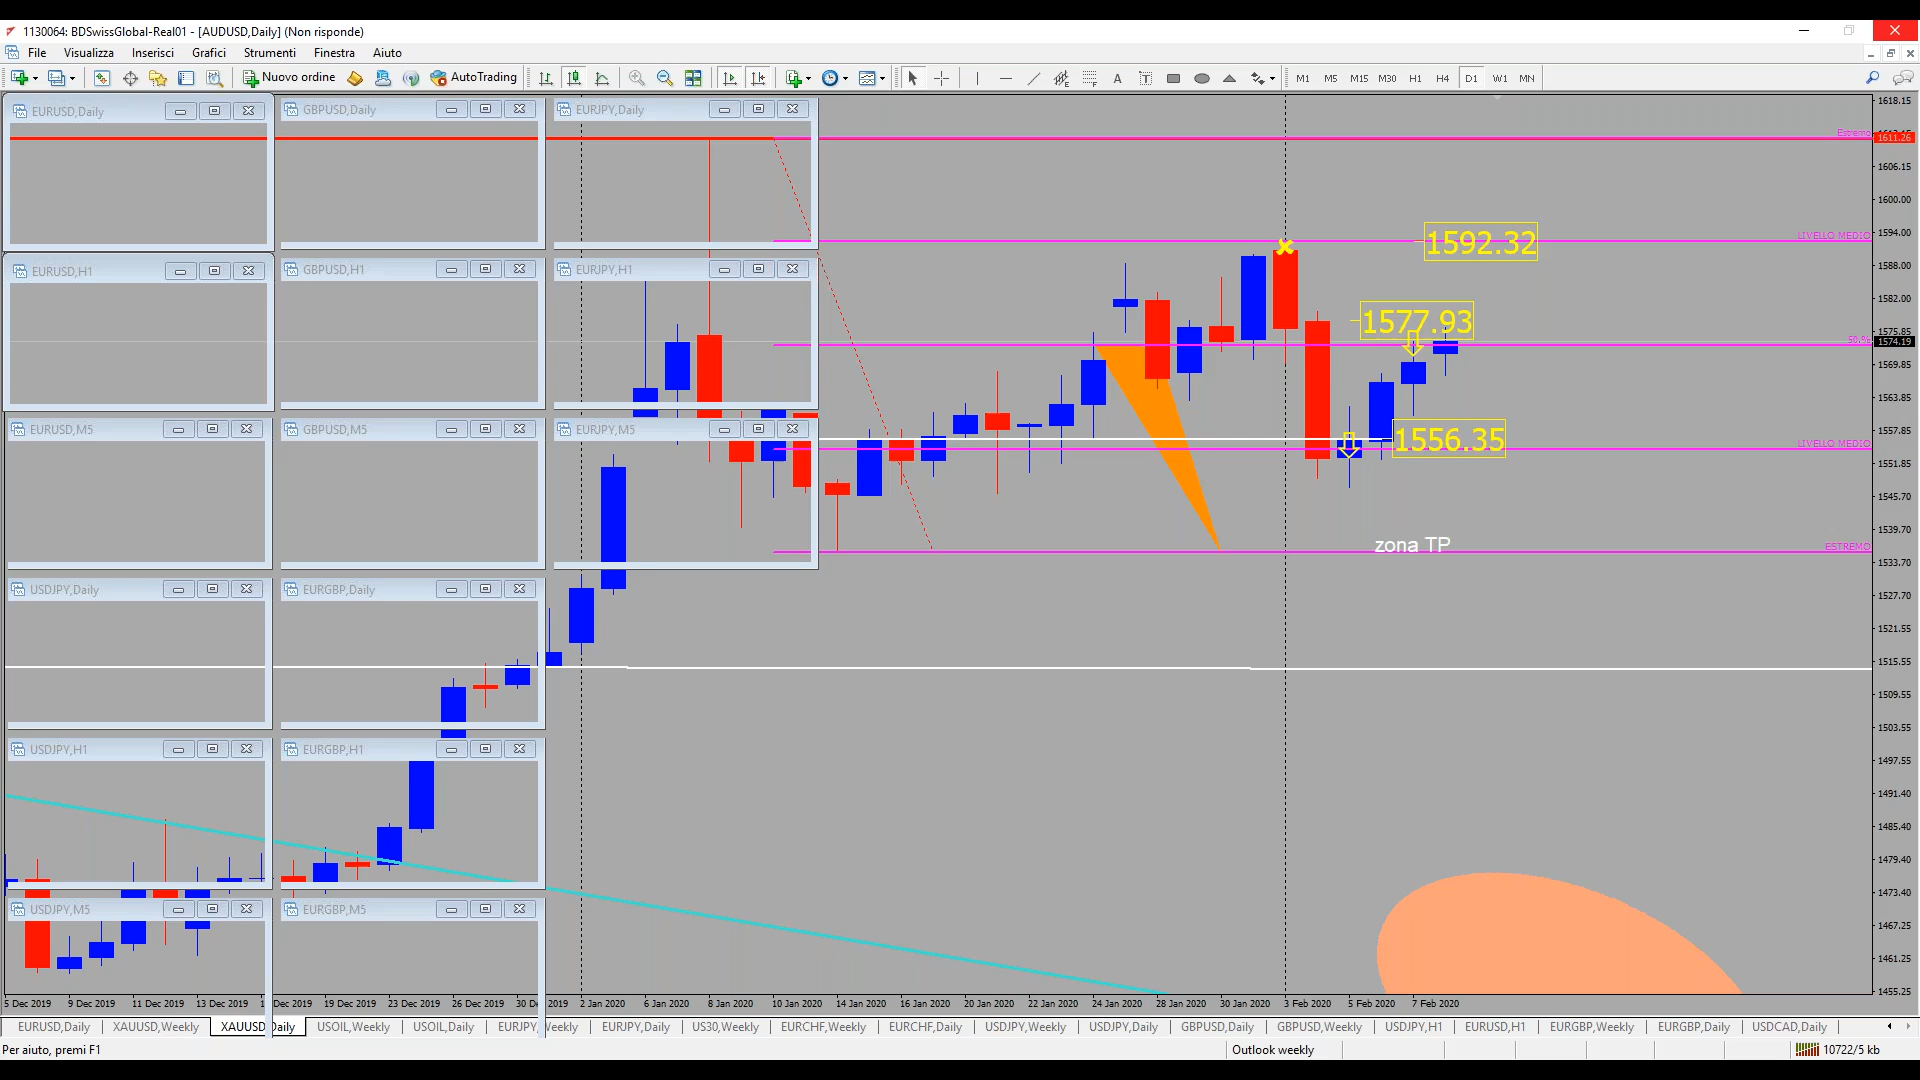 1130064: BDSwissGlobal-Real01 - [AUDUSD,Daily] (Non risponde)
File Visualizza Inserisci Grafici Strumenti Finestra Aiuto
Nuovo ordine AutoTrading A T M1 M5 M15 M30 H1 H4 D1 W1 MN
EURUSD,Daily GBPUSD,Daily EURJPY,Daily
EURUSD,H1 GBPUSD,H1 EURJPY,H1
EURUSD,M5 GBPUSD,M5 EURJPY,M5
USDJPY,Daily EURGBP,Daily
USDJPY,H1 EURGBP,H1
USDJPY,M5 EURGBP,M5
Estremo
LIVELLO MEDIO
1592.32
1577.93
50.%
LIVELLO MEDIO
1556.35
zona TP
ESTREMO
1618.15
1611.26
1606.15
1600.00
1594.00
1588.00
1582.00
1575.85
1574.19
1569.85
1563.85
1557.85
1551.85
1545.70
1539.70
1533.70
1527.70
1521.55
1515.55
1509.55
1503.55
1497.55
1491.40
1485.40
1479.40
1473.40
1467.25
1461.25
1455.25
5 Dec 2019 9 Dec 2019 11 Dec 2019 13 Dec 2019 Dec 2019 19 Dec 2019 23 Dec 2019 26 Dec 2019 30 D 2019 2 Jan 2020 6 Jan 2020 8 Jan 2020 10 Jan 2020 14 Jan 2020 16 Jan 2020 20 Jan 2020 22 Jan 2020 24 Jan 2020 28 Jan 2020 30 Jan 2020 3 Feb 2020 5 Feb 2020 7 Feb 2020
EURUSD,Daily XAUUSD,Weekly XAUUSD,Daily USOIL,Weekly USOIL,Daily EURJPY,Weekly EURJPY,Daily US30,Weekly EURCHF,Weekly EURCHF,Daily USDJPY,Weekly USDJPY,Daily GBPUSD,Daily GBPUSD,Weekly USDJPY,H1 EURUSD,H1 EURGBP,Weekly EURGBP,Daily USDCAD,Daily
Per aiuto, premi F1 Outlook weekly 10722/5 kb